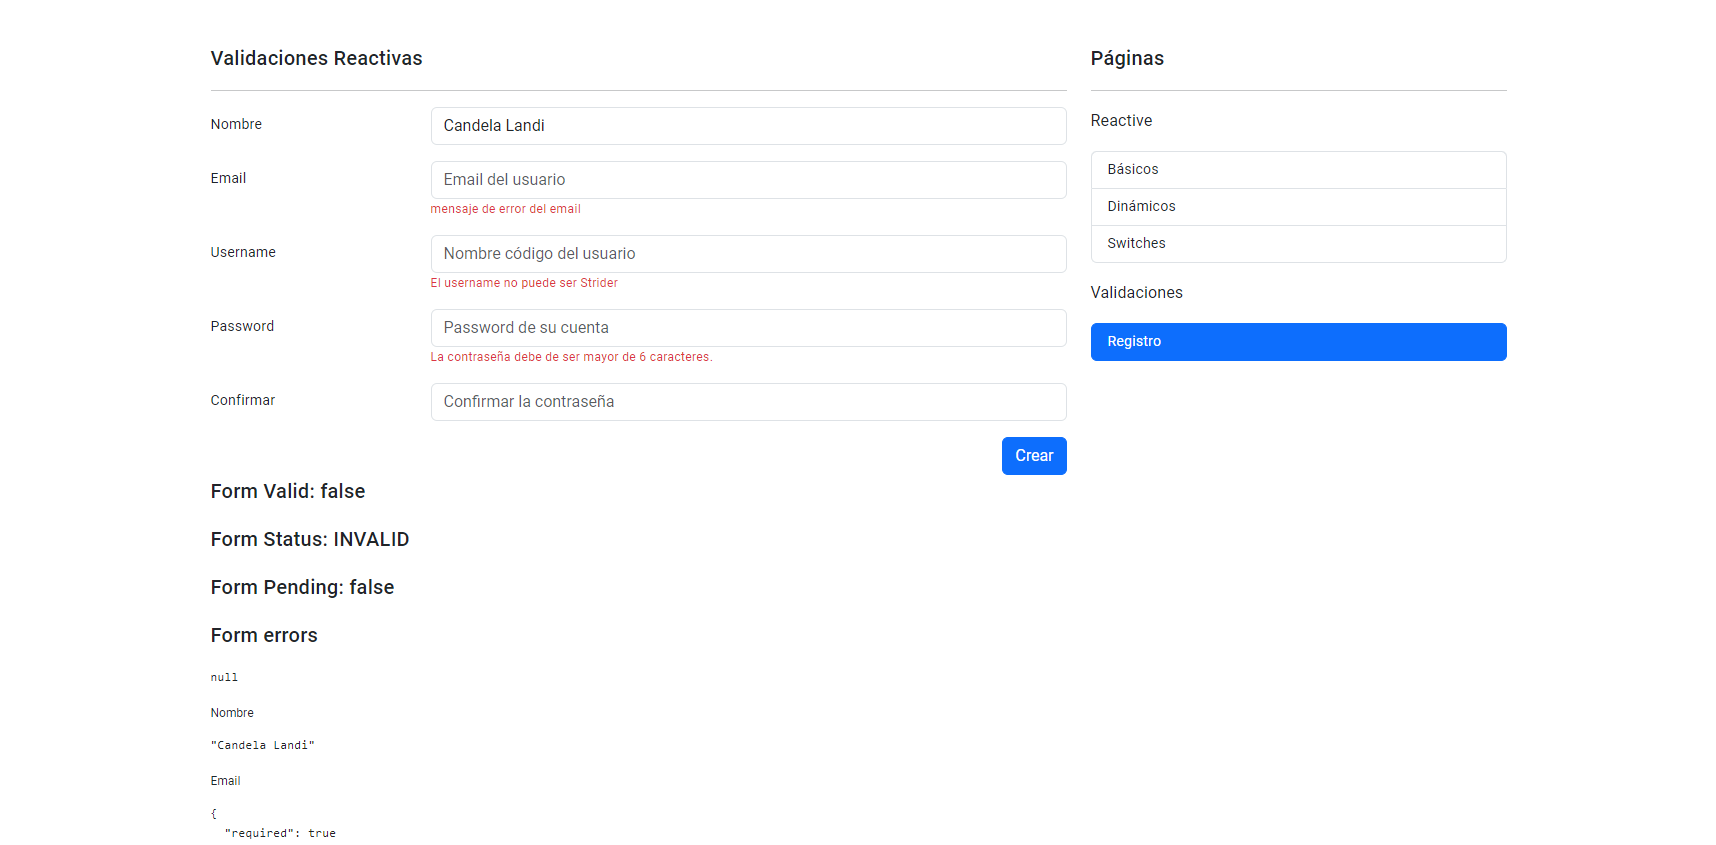 Validaciones Reactivas
Nombre
Candela Landi
Email
Email del usuario
mensaje de error del email
Username
Nombre código del usuario
El username no puede ser Strider
Password
Password de su cuenta
La contraseña debe de ser mayor de 6 caracteres.
Confirmar
Confirmar la contraseña
Crear
Form Valid: false
Form Status: INVALID
Form Pending: false
Form errors
null
Nombre
"Candela Landi"
Email
{
"required": true
Páginas
Reactive
Básicos
Dinámicos
Switches
Validaciones
Registro